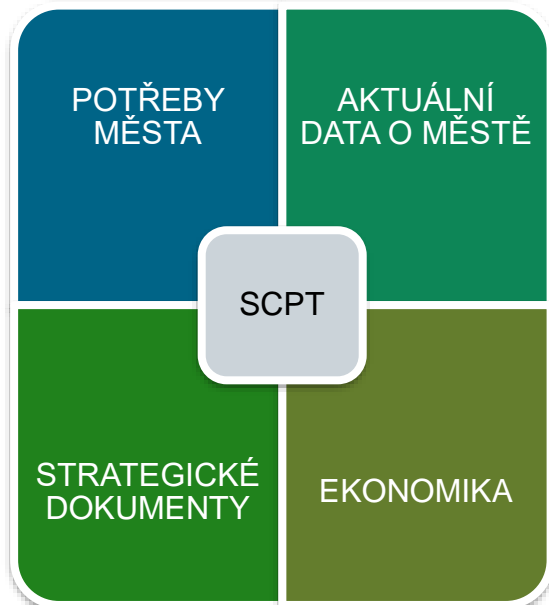 POTŘEBY
MĚSTA
AKTUÁLNÍ
DATA O MĚSTĚ
SCPT
STRATEGICKÉ
DOKUMENTY
EKONOMIKA